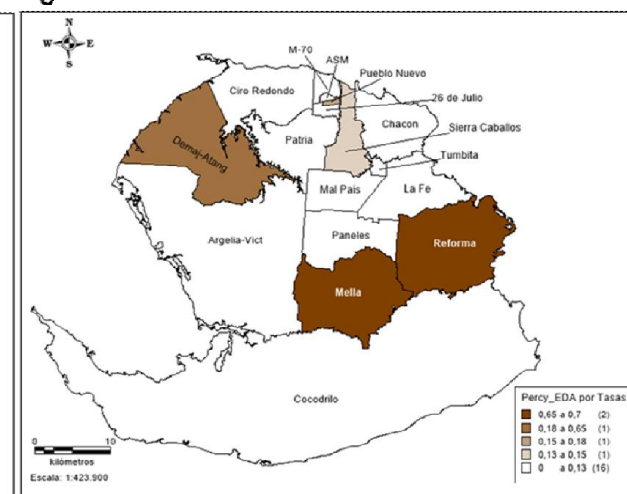 N
W E
S
M-70
ASM
Pueblo Nuevo
Ciro Redondo
26 de Julio
Chacon
Patria
Sierra Caballos
Demaj-Atang
Tumbita
Mal Pais
La Fe
Argelia-Vict
Paneles
Reforma
Mella
Cocodrilo
0 10
kilómetros
Escala: 1:423.900
Percy_EDA por Tasas
0,65 a 0,7 (2)
0,18 a 0,65 (1)
0,15 a 0,18 (1)
0,13 a 0,15 (1)
0 a 0,13 (16)